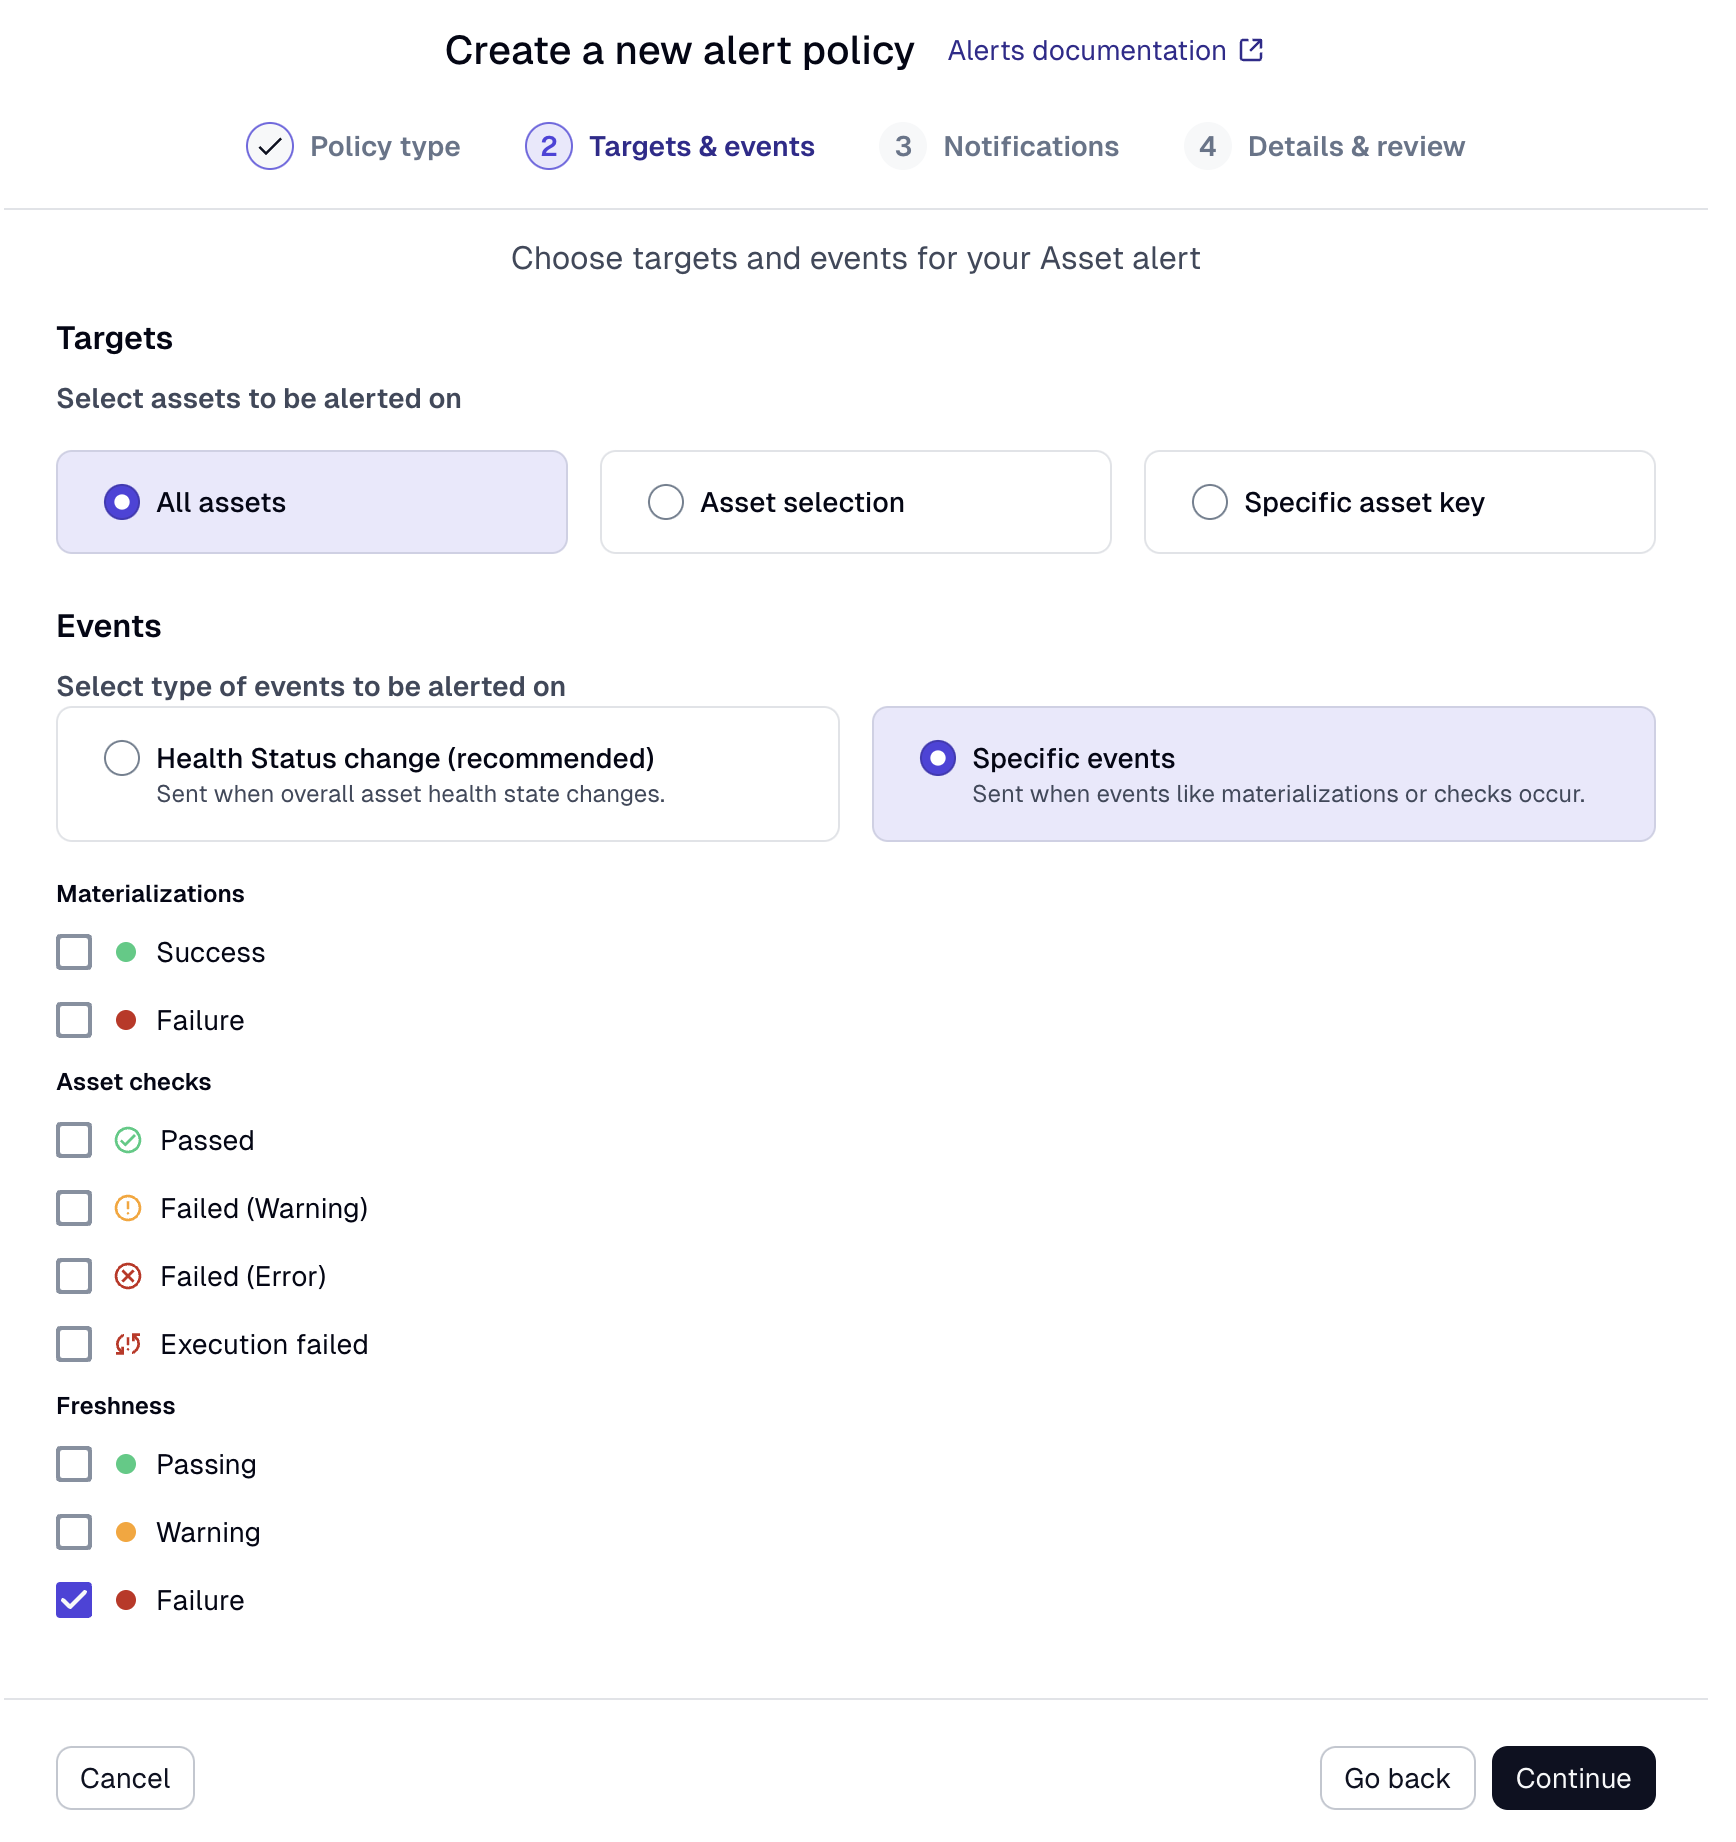 Create a new alert policy Alerts documentation
Policy type 2 Targets & events 3 Notifications 4 Details & review
Choose targets and events for your Asset alert
Targets
Select assets to be alerted on
All assets Asset selection Specific asset key
Events
Select type of events to be alerted on
Health Status change (recommended)
Sent when overall asset health state changes.
Specific events
Sent when events like materializations or checks occur.
Materializations
Success
Failure
Asset checks
Passed
Failed (Warning)
Failed (Error)
Execution failed
Freshness
Passing
Warning
Failure
Cancel Go back Continue